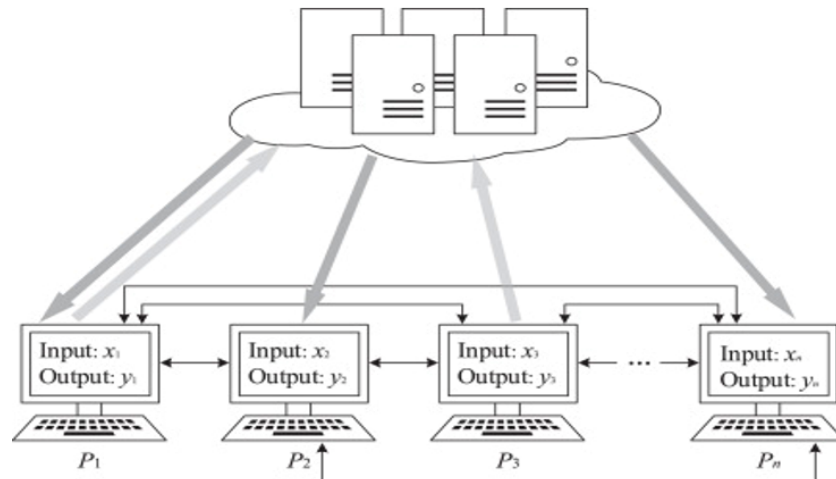 Input: x₁
Output: y₁
Input: x₂
Output: y₂
Input: x₃
Output: y₃
...
Input: xₙ
Output: yₙ
P₁
P₂
P₃
Pₙ